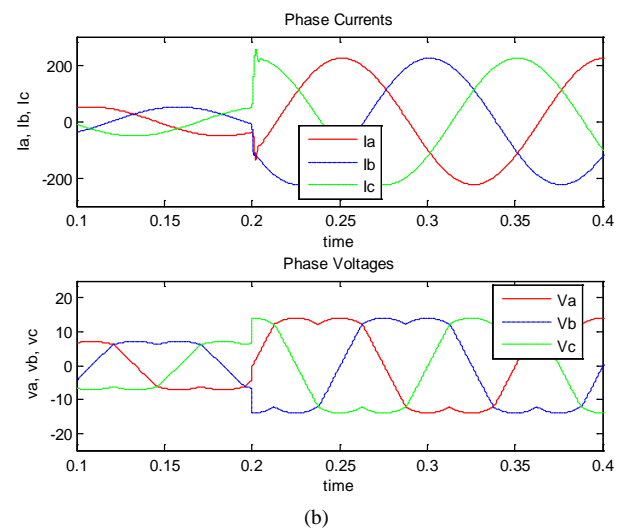 Phase Currents
Ia, Ib, Ic
200
0
-200
Ia
Ib
Ic
0.1 0.15 0.2 0.25 0.3 0.35 0.4
time
Phase Voltages
va, vb, vc
20
10
0
-10
-20
Va
Vb
Vc
0.1 0.15 0.2 0.25 0.3 0.35 0.4
time
(b)